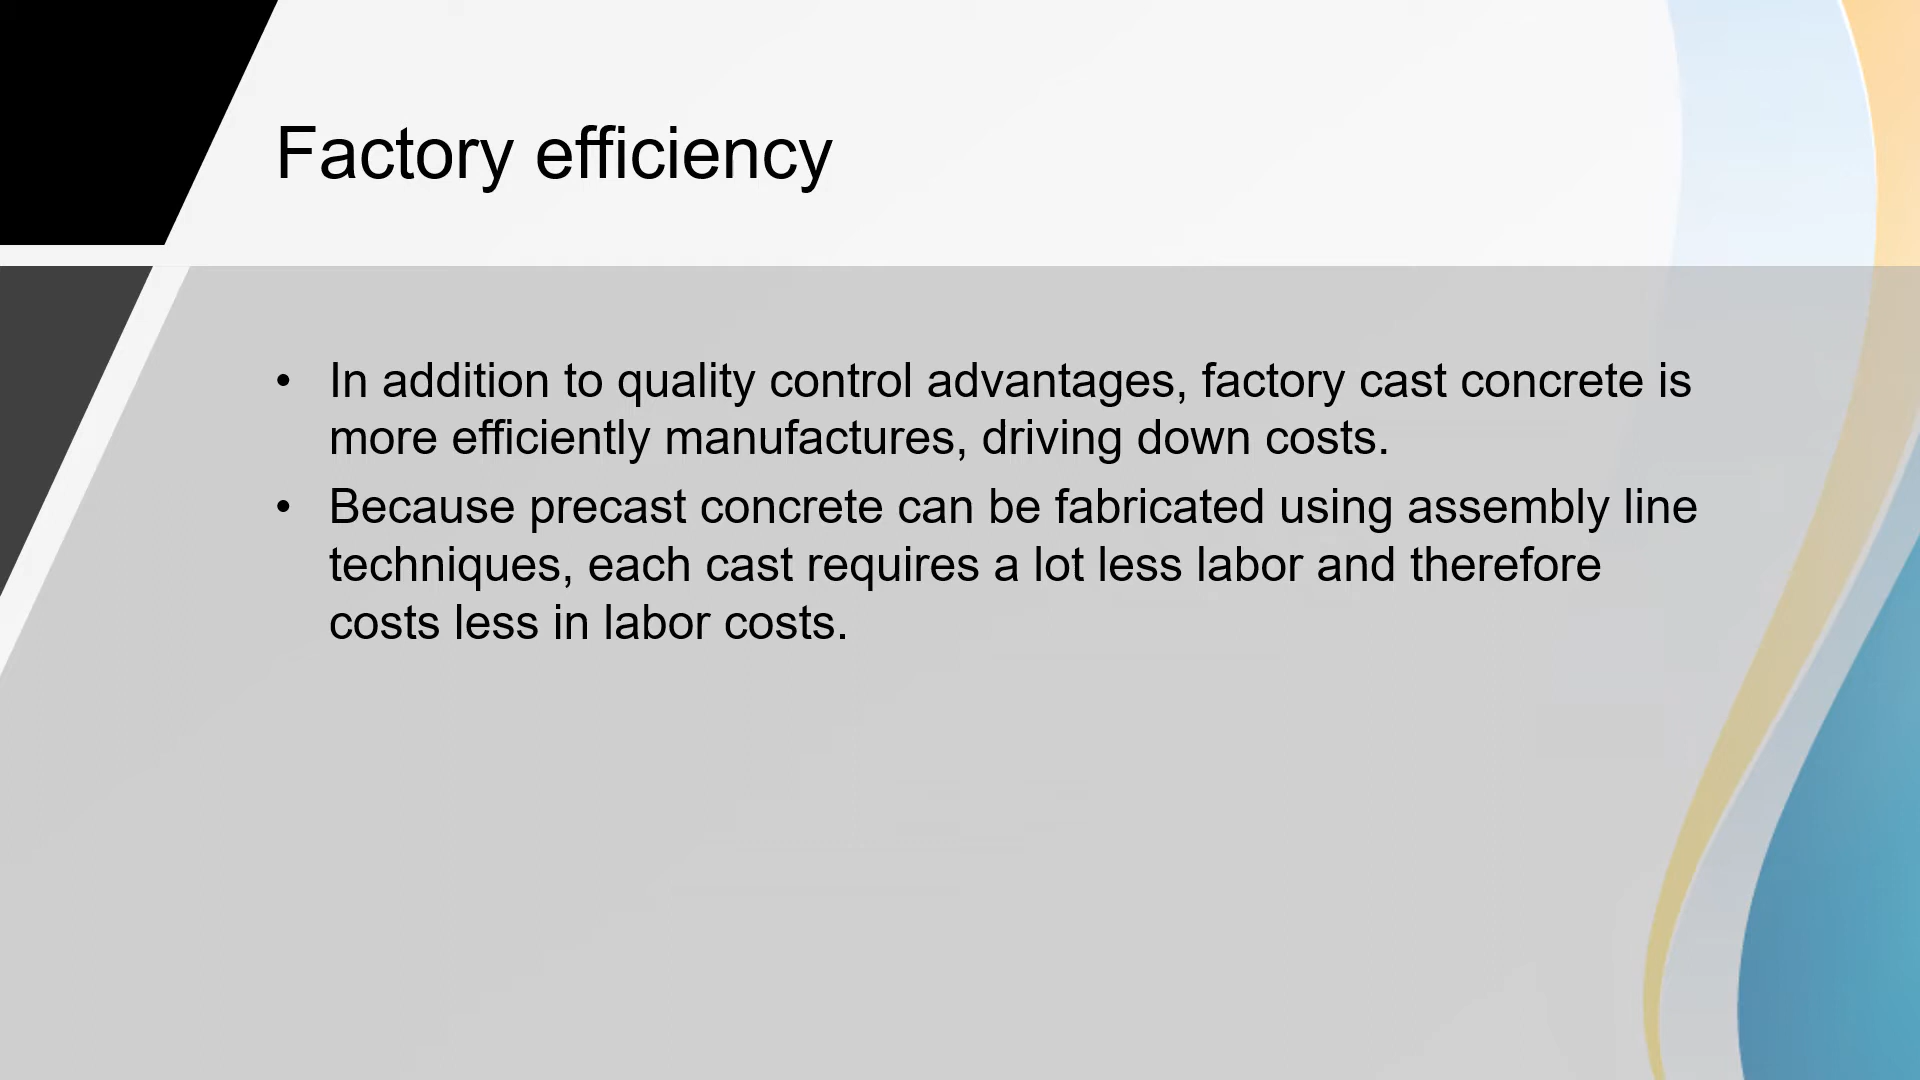 Factory efficiency
• In addition to quality control advantages, factory cast concrete is
more efficiently manufactures, driving down costs.
• Because precast concrete can be fabricated using assembly line
techniques, each cast requires a lot less labor and therefore
costs less in labor costs.